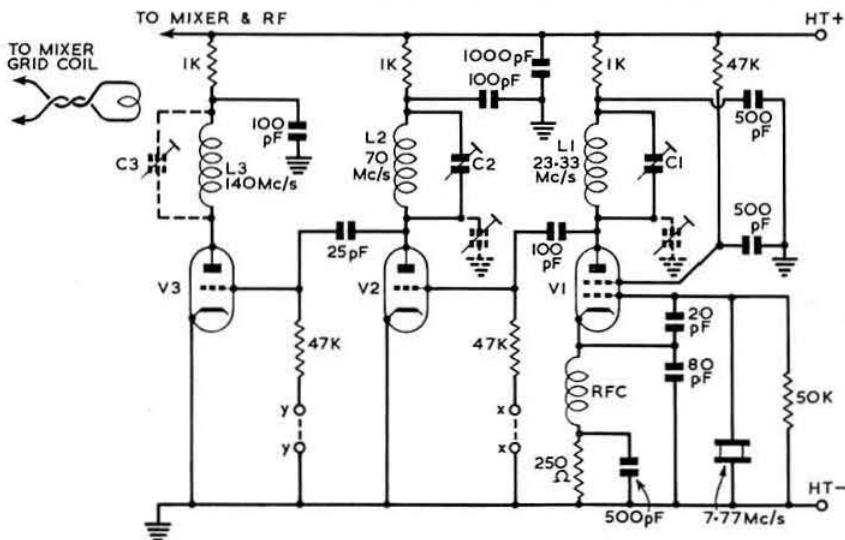 TO MIXER & RF
HT+
TO MIXER
GRID COIL
1K
1K
1000pF
100pF
1K
47K
100
pF
500
pF
C3
L3
140Mc/s
L2
70
Mc/s
C2
L1
23·33
Mc/s
C1
500
pF
25pF
100
pF
V3
V2
V1
20
pF
80
pF
47K
47K
RFC
50K
y
y
x
x
250
Ω
500pF
7·77Mc/s
HT−